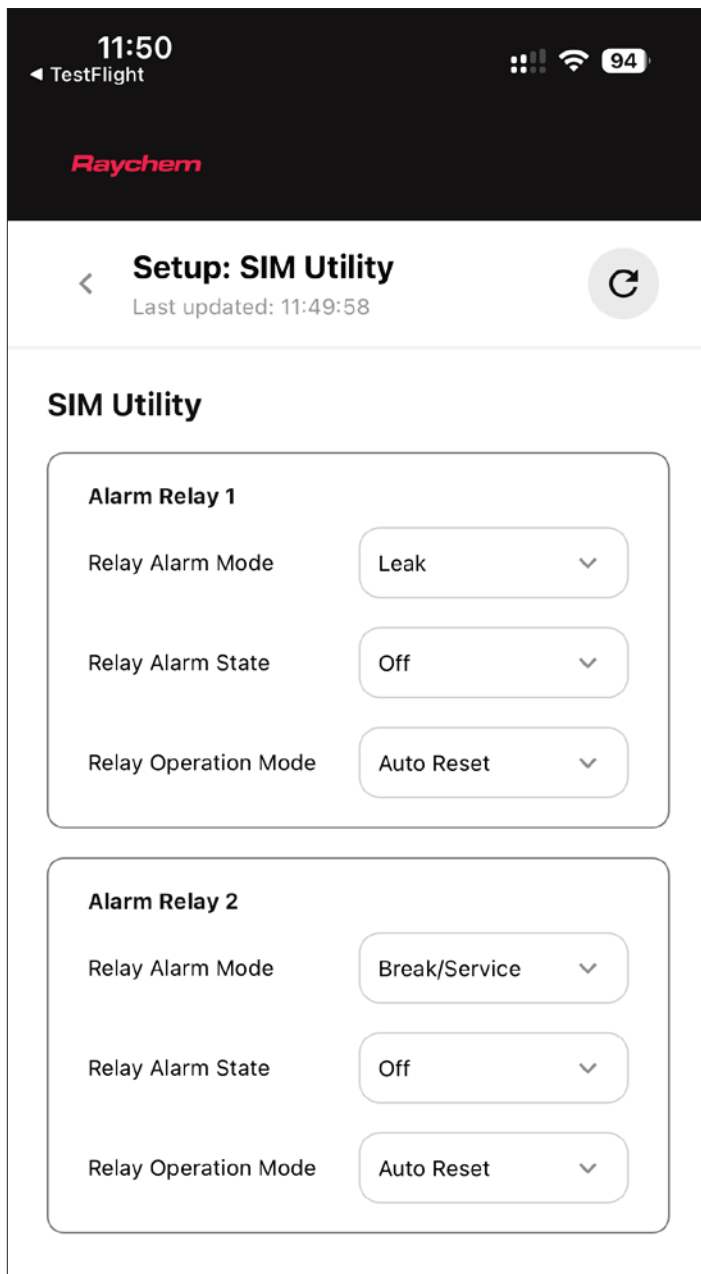 11:50
94
◀ TestFlight
Raychem
Setup: SIM Utility
Last updated: 11:49:58
SIM Utility
Alarm Relay 1
Relay Alarm Mode Leak
Relay Alarm State Off
Relay Operation Mode Auto Reset
Alarm Relay 2
Relay Alarm Mode Break/Service
Relay Alarm State Off
Relay Operation Mode Auto Reset